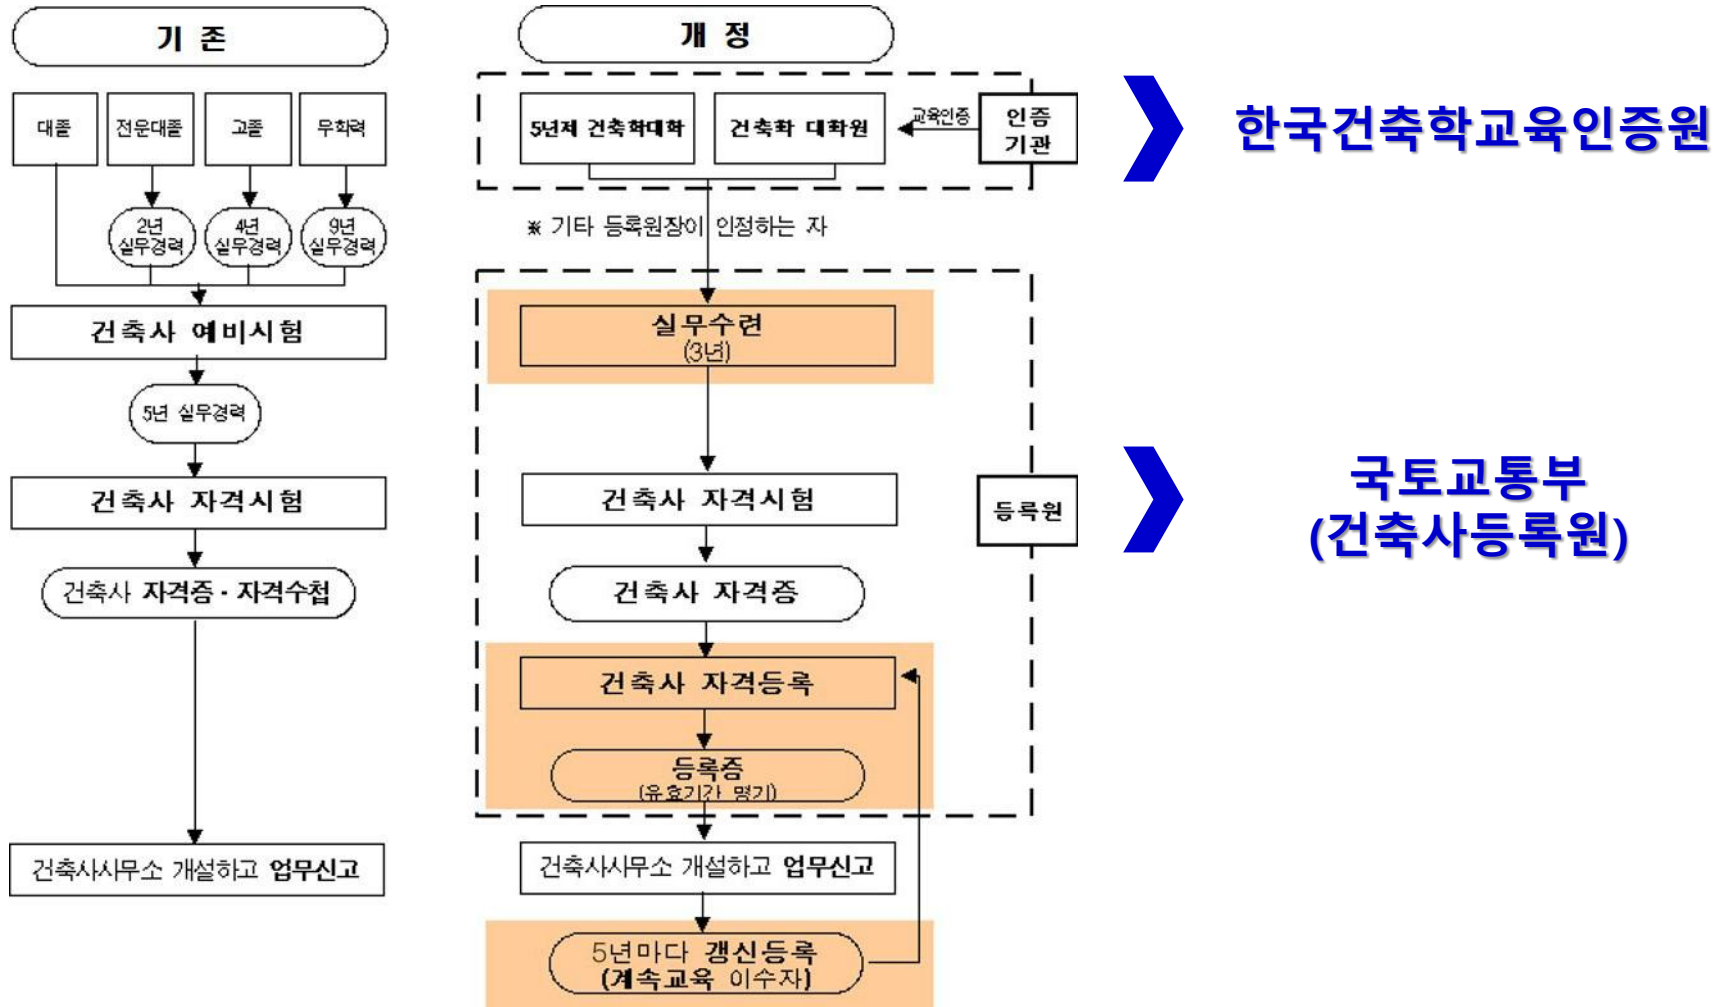 기 존
대졸
전문대졸
고졸
무학력
2년
실무경력
4년
실무경력
9년
실무경력
건축사 예비시험
5년 실무경력
건축사 자격시험
건축사 자격증 · 자격수첩
건축사사무소 개설하고 업무신고
개 정
5년제 건축학대학
건축학 대학원
교육인증
인증
기관
※ 기타 등록원장이 인정하는 자
실무수련
(3년)
건축사 자격시험
등록원
건축사 자격증
건축사 자격등록
등록증
(유효기간 명기)
건축사사무소 개설하고 업무신고
5년마다 갱신등록
(계속교육 이수자)
한국건축학교육인증원
국토교통부
(건축사등록원)